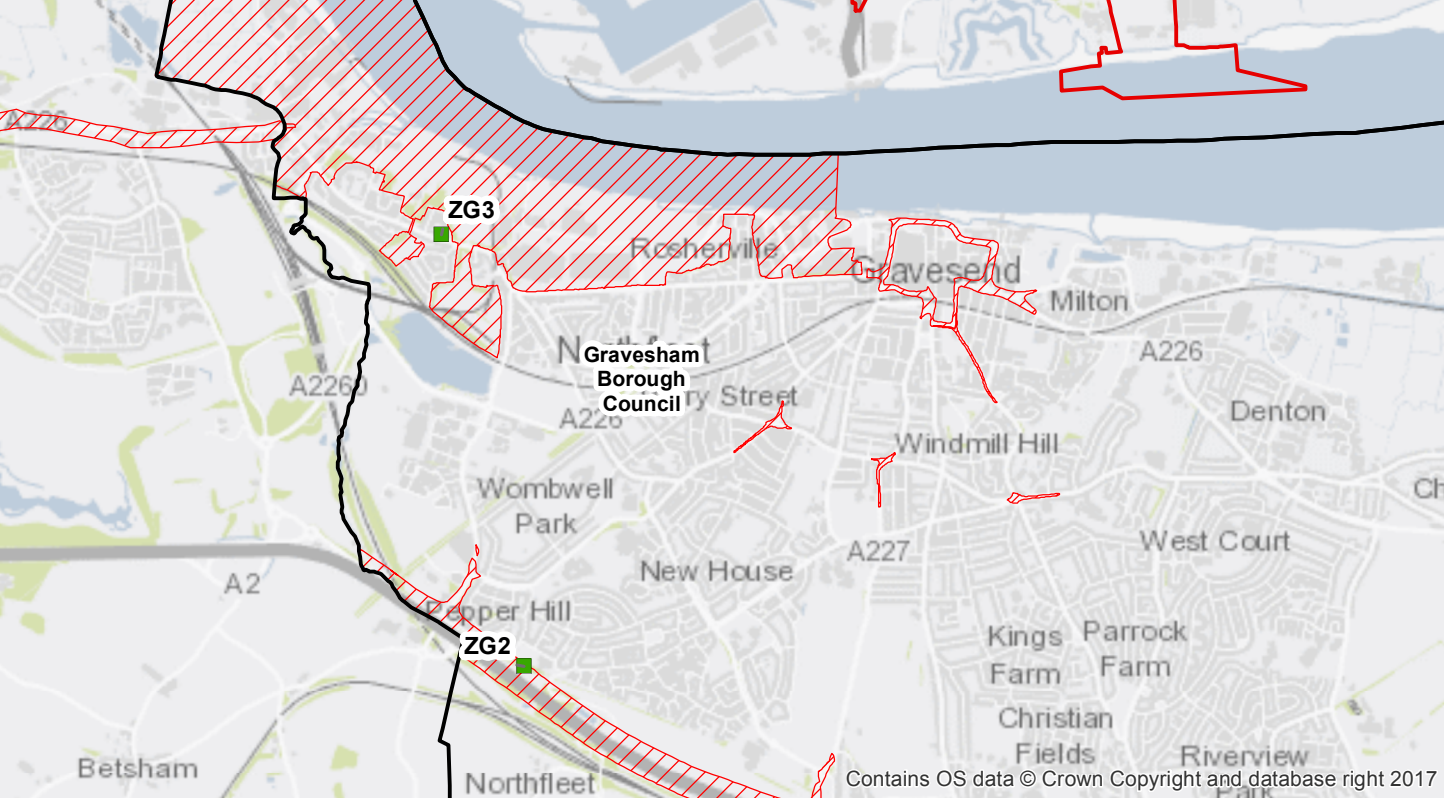 A226
ZG3
Rosherville
Gravesend
Milton
A226
Gravesham
Borough
Council
A2260
A226
Denton
Windmill Hill
Wombwell
Park
West Court
A227
New House
A2
Pepper Hill
Kings
Farm
Parrock
Farm
ZG2
Christian
Fields
Riverview
Park
Betsham
Northfleet
Contains OS data © Crown Copyright and database right 2017